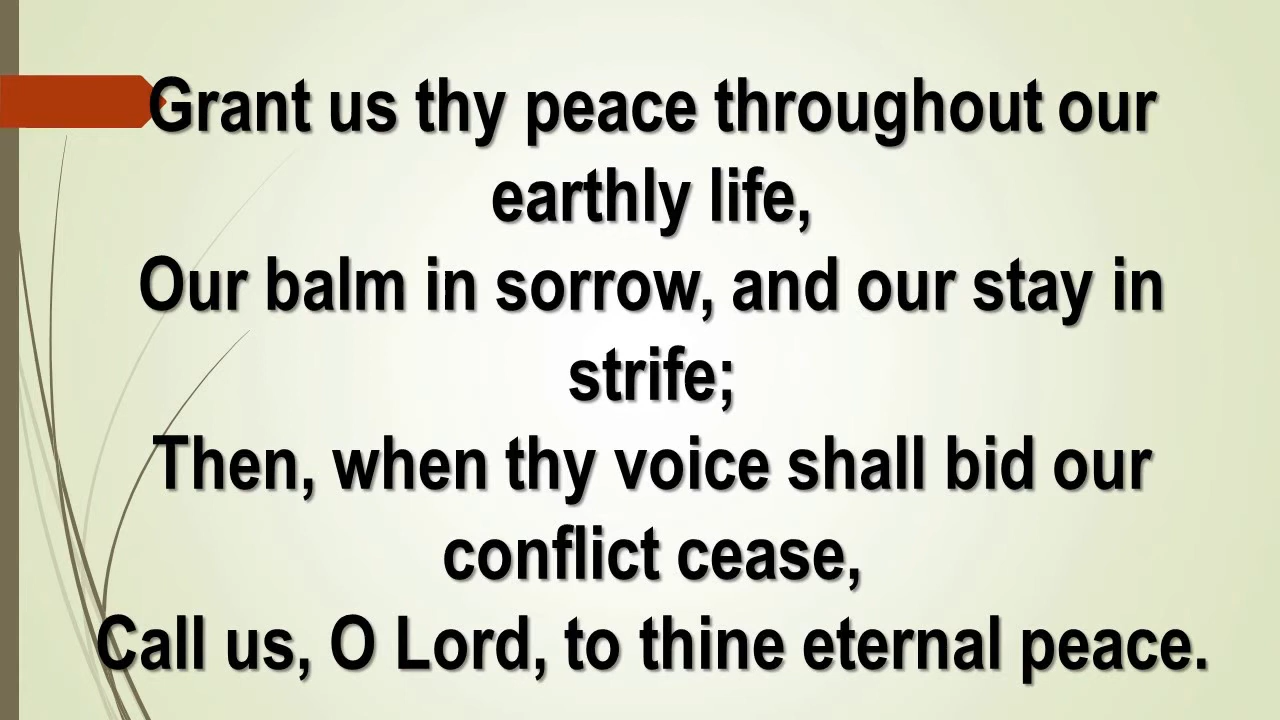 Grant us thy peace throughout our
earthly life,
Our balm in sorrow, and our stay in
strife;
Then, when thy voice shall bid our
conflict cease,
Call us, O Lord, to thine eternal peace.